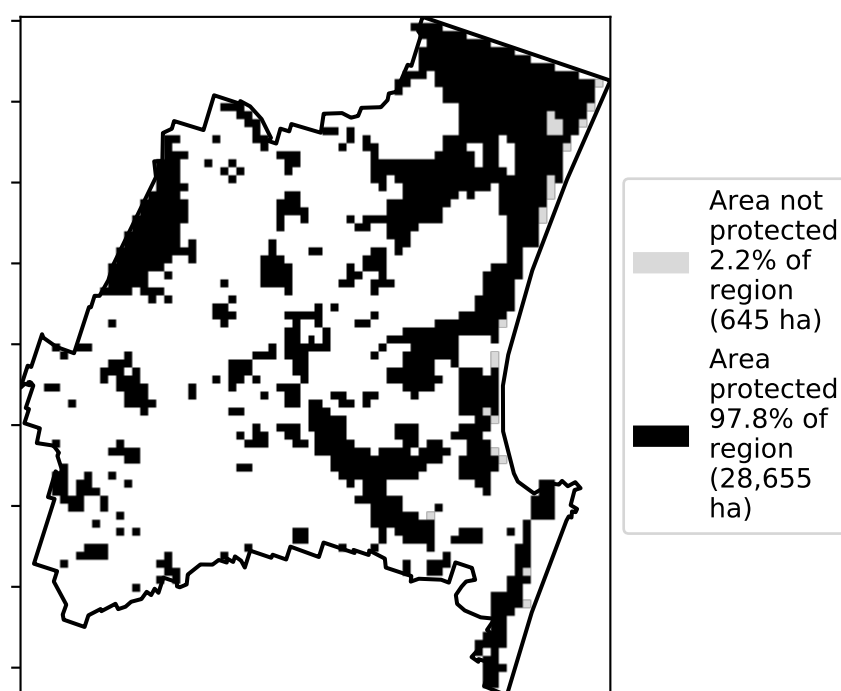 Area not
protected
2.2% of
region
(645 ha)
Area
protected
97.8% of
region
(28,655
ha)